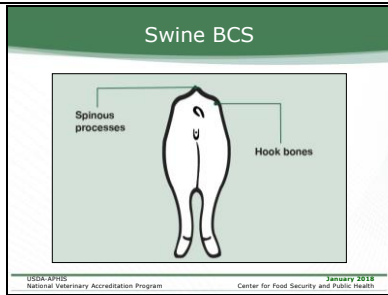 Swine BCS
Spinous
processes
Hook bones
USDA-APHIS
National Veterinary Accreditation Program
January 2018
Center for Food Security and Public Health